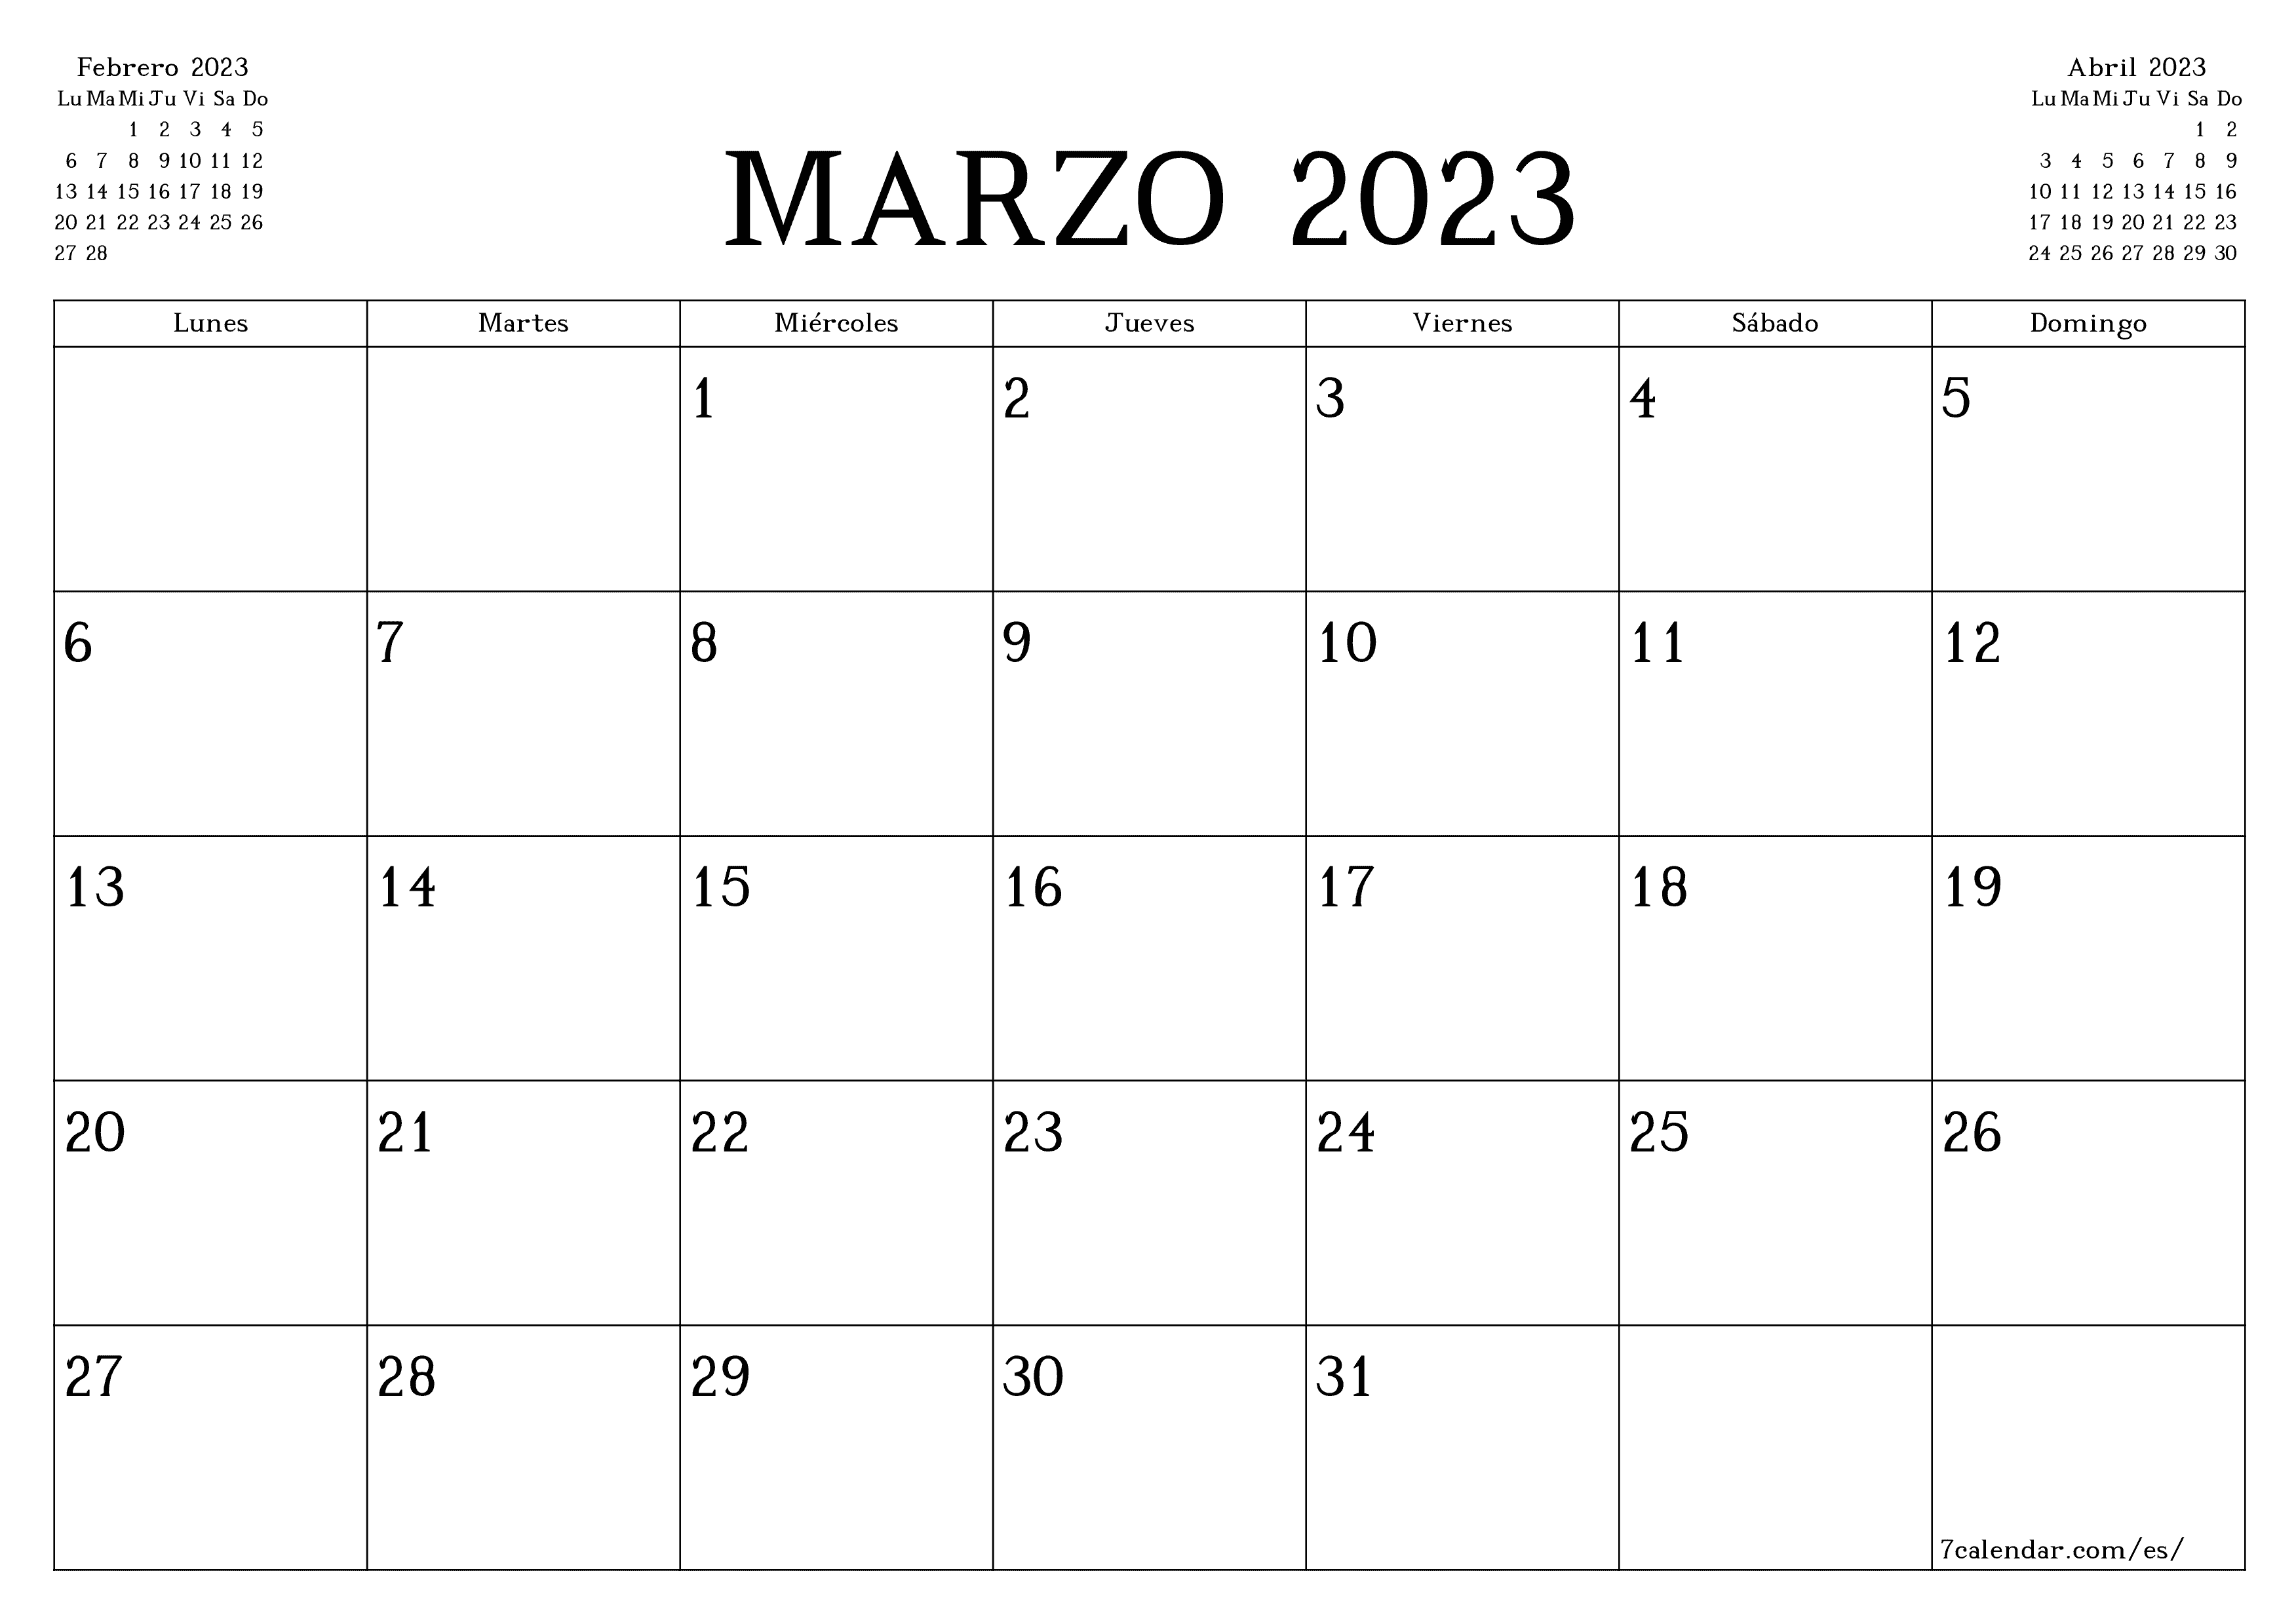 Febrero 2023
Lu Ma Mi Ju Vi Sa Do
1 2 3 4 5
6 7 8 9 10 11 12
13 14 15 16 17 18 19
20 21 22 23 24 25 26
27 28
MARZO 2023
Abril 2023
Lu Ma Mi Ju Vi Sa Do
1 2
3 4 5 6 7 8 9
10 11 12 13 14 15 16
17 18 19 20 21 22 23
24 25 26 27 28 29 30
Lunes Martes Miércoles Jueves Viernes Sábado Domingo
1 2 3 4 5
6 7 8 9 10 11 12
13 14 15 16 17 18 19
20 21 22 23 24 25 26
27 28 29 30 31
7calendar.com/es/